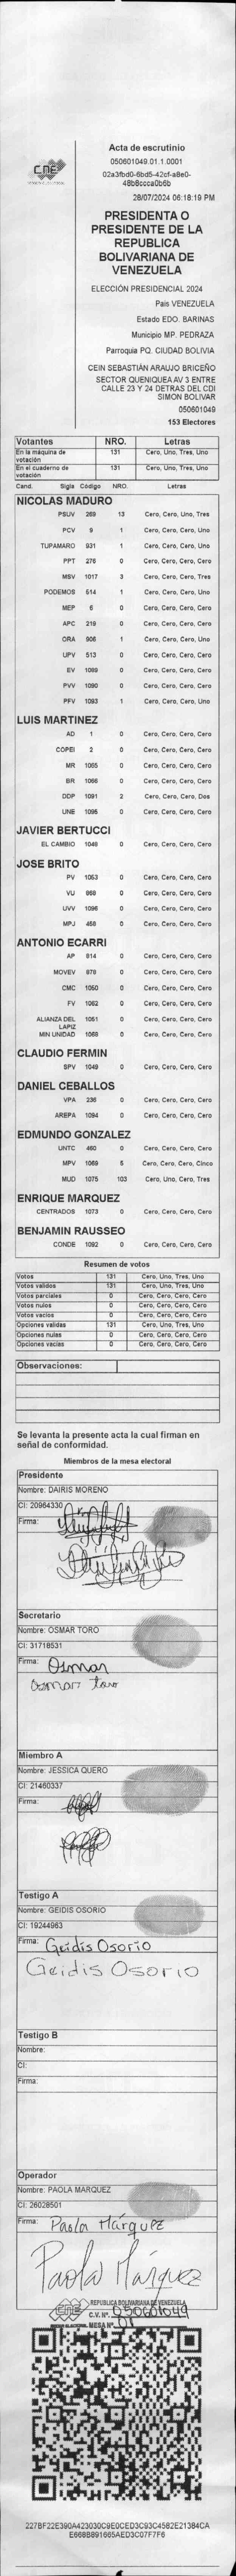 CNE
Acta de escrutinio
050601049.01.1.0001
02a3fbd0-6bd5-42cf-a8e0-
48b8ccca0b6b
28/07/2024 06:18:19 PM
PRESIDENTA O
PRESIDENTE DE LA
REPUBLICA
BOLIVARIANA DE
VENEZUELA
ELECCIÓN PRESIDENCIAL 2024
Pais VENEZUELA
Estado EDO. BARINAS
Municipio MP. PEDRAZA
Parroquia PQ. CIUDAD BOLIVIA
CEIN SEBASTIÁN ARAUJO BRICEÑO
SECTOR QUENIQUEA AV 3 ENTRE
CALLE 23 Y 24 DETRAS DEL CDI
SIMON BOLIVAR
050601049
153 Electores
Votantes NRO. Letras
En la máquina de votación 131 Cero, Uno, Tres, Uno
En el cuaderno de votación 131 Cero, Uno, Tres, Uno
Cand. Sigla Código NRO. Letras
NICOLAS MADURO
PSUV 269 13 Cero, Cero, Uno, Tres
PCV 9 1 Cero, Cero, Cero, Uno
TUPAMARO 931 1 Cero, Cero, Cero, Uno
PPT 276 0 Cero, Cero, Cero, Cero
MSV 1017 3 Cero, Cero, Cero, Tres
PODEMOS 514 1 Cero, Cero, Cero, Uno
MEP 6 0 Cero, Cero, Cero, Cero
APC 219 0 Cero, Cero, Cero, Cero
ORA 906 1 Cero, Cero, Cero, Uno
UPV 513 0 Cero, Cero, Cero, Cero
EV 1089 0 Cero, Cero, Cero, Cero
PVV 1090 0 Cero, Cero, Cero, Cero
PFV 1093 1 Cero, Cero, Cero, Uno
LUIS MARTINEZ
AD 1 0 Cero, Cero, Cero, Cero
COPEI 2 0 Cero, Cero, Cero, Cero
MR 1055 0 Cero, Cero, Cero, Cero
BR 1066 0 Cero, Cero, Cero, Cero
DDP 1091 2 Cero, Cero, Cero, Dos
UNE 1095 0 Cero, Cero, Cero, Cero
JAVIER BERTUCCI
EL CAMBIO 1048 0 Cero, Cero, Cero, Cero
JOSE BRITO
PV 1053 0 Cero, Cero, Cero, Cero
VU 868 0 Cero, Cero, Cero, Cero
UVV 1096 0 Cero, Cero, Cero, Cero
MPJ 458 0 Cero, Cero, Cero, Cero
ANTONIO ECARRI
AP 814 0 Cero, Cero, Cero, Cero
MOVEV 878 0 Cero, Cero, Cero, Cero
CMC 1050 0 Cero, Cero, Cero, Cero
FV 1082 0 Cero, Cero, Cero, Cero
ALIANZA DEL LAPIZ 1051 0 Cero, Cero, Cero, Cero
MIN UNIDAD 1068 0 Cero, Cero, Cero, Cero
CLAUDIO FERMIN
SPV 1049 0 Cero, Cero, Cero, Cero
DANIEL CEBALLOS
VPA 236 0 Cero, Cero, Cero, Cero
AREPA 1094 0 Cero, Cero, Cero, Cero
EDMUNDO GONZALEZ
UNTC 460 0 Cero, Cero, Cero, Cero
MPV 1069 5 Cero, Cero, Cero, Cinco
MUD 1075 103 Cero, Uno, Cero, Tres
ENRIQUE MARQUEZ
CENTRADOS 1073 0 Cero, Cero, Cero, Cero
BENJAMIN RAUSSEO
CONDE 1092 0 Cero, Cero, Cero, Cero
Resumen de votos
Votos 131 Cero, Uno, Tres, Uno
Votos validos 131 Cero, Uno, Tres, Uno
Votos parciales 0 Cero, Cero, Cero, Cero
Votos nulos 0 Cero, Cero, Cero, Cero
Votos vacios 0 Cero, Cero, Cero, Cero
Opciones validas 131 Cero, Uno, Tres, Uno
Opciones nulas 0 Cero, Cero, Cero, Cero
Opciones vacias 0 Cero, Cero, Cero, Cero
Observaciones:
Se levanta la presente acta la cual firman en
señal de conformidad.
Miembros de la mesa electoral
Presidente
Nombre: DAIRIS MORENO
CI: 20964330
Firma:
Secretario
Nombre: OSMAR TORO
CI: 31718531
Firma: Osmar
Osmar toro
Miembro A
Nombre: JESSICA QUERO
CI: 21460337
Firma:
Testigo A
Nombre: GEIDIS OSORIO
CI: 19244963
Firma: Geidis Osorio
Geidis Osorio
Testigo B
Nombre:
CI:
Firma:
Operador
Nombre: PAOLA MARQUEZ
CI: 26028501
Firma: Paola Márquez
Paola Márquez
CNE REPUBLICA BOLIVARIANA DE VENEZUELA
C.V. Nº. 050601049
MESA Nº 01
227BF22E390A423030C9E0CED3C93C4582E21384CA
E668B891665AED3C07F7F6